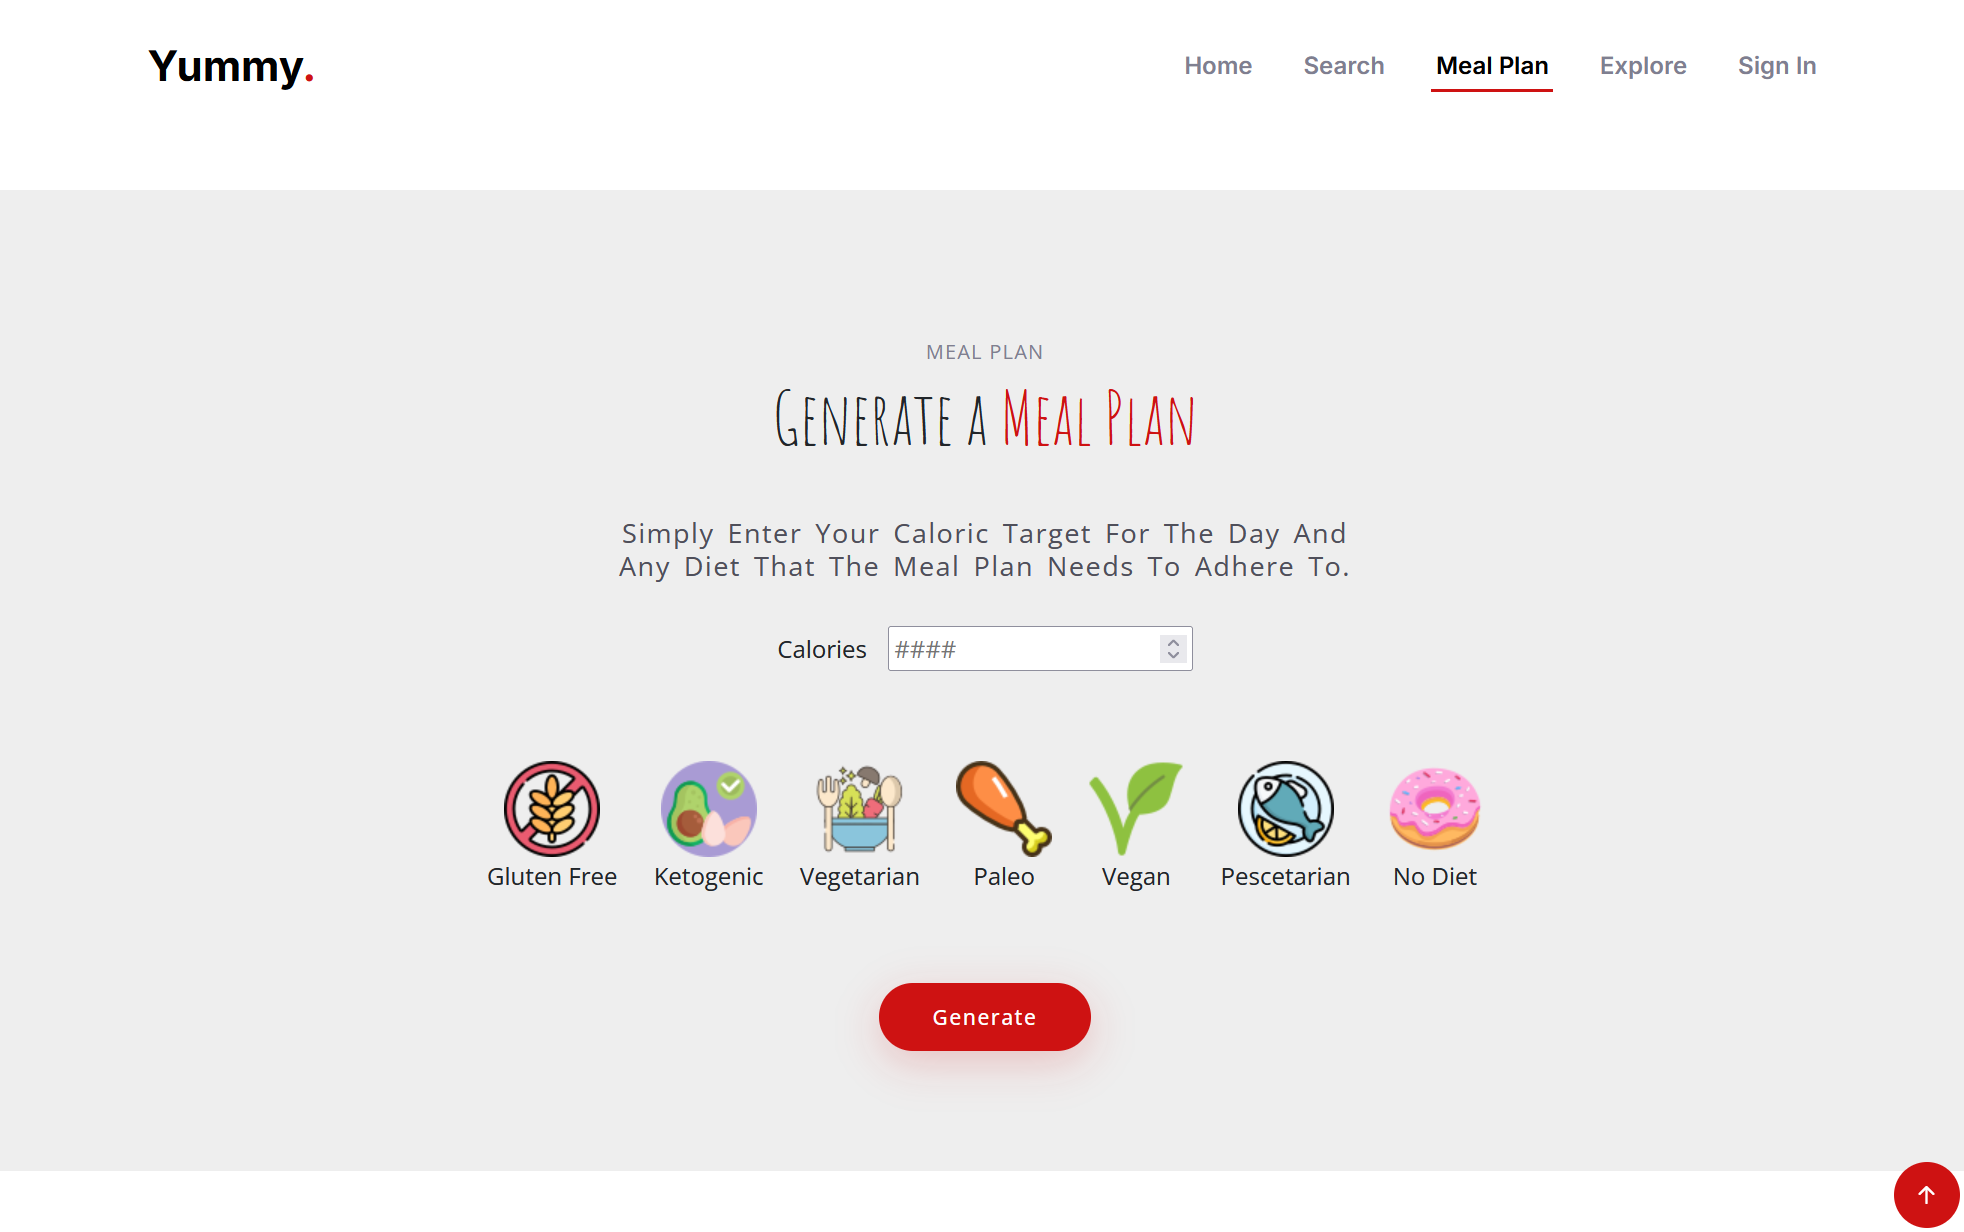 Yummy.
Home Search Meal Plan Explore Sign In
MEAL PLAN
Generate a Meal Plan
Simply Enter Your Caloric Target For The Day And
Any Diet That The Meal Plan Needs To Adhere To.
Calories ####
Gluten Free Ketogenic Vegetarian Paleo Vegan Pescetarian No Diet
Generate